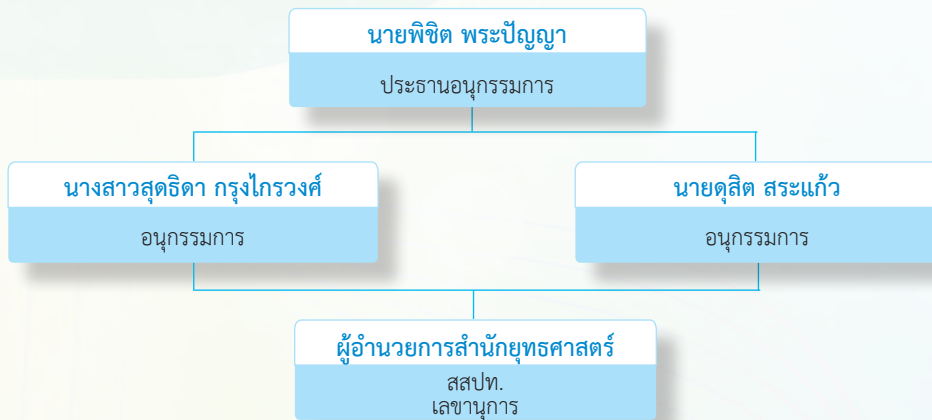 นายพิชิต พระปัญญา
ประธานอนุกรรมการ
นางสาวสุดธิดา กรุงไกรวงศ์
อนุกรรมการ
นายดุสิต สระแก้ว
อนุกรรมการ
ผู้อำนวยการสำนักยุทธศาสตร์
สสปท.
เลขานุการ